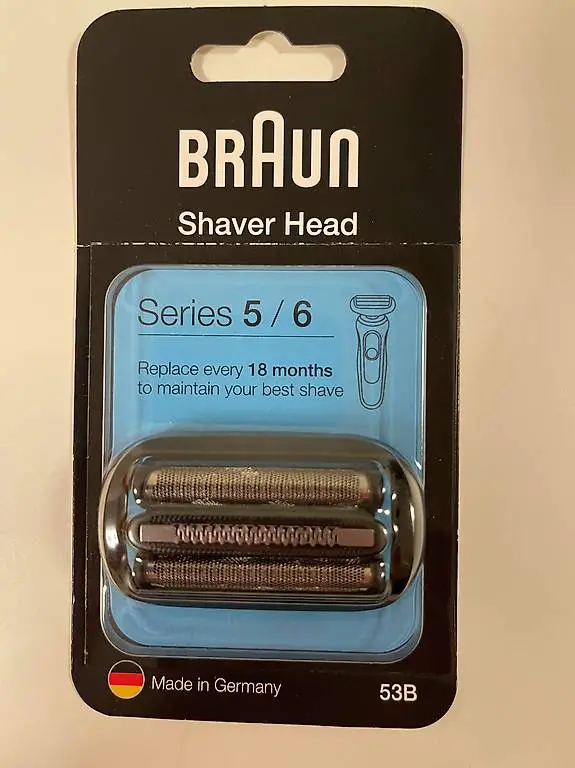 BRAUN
Shaver Head
Series 5 / 6
Replace every 18 months
to maintain your best shave
Made in Germany
53B